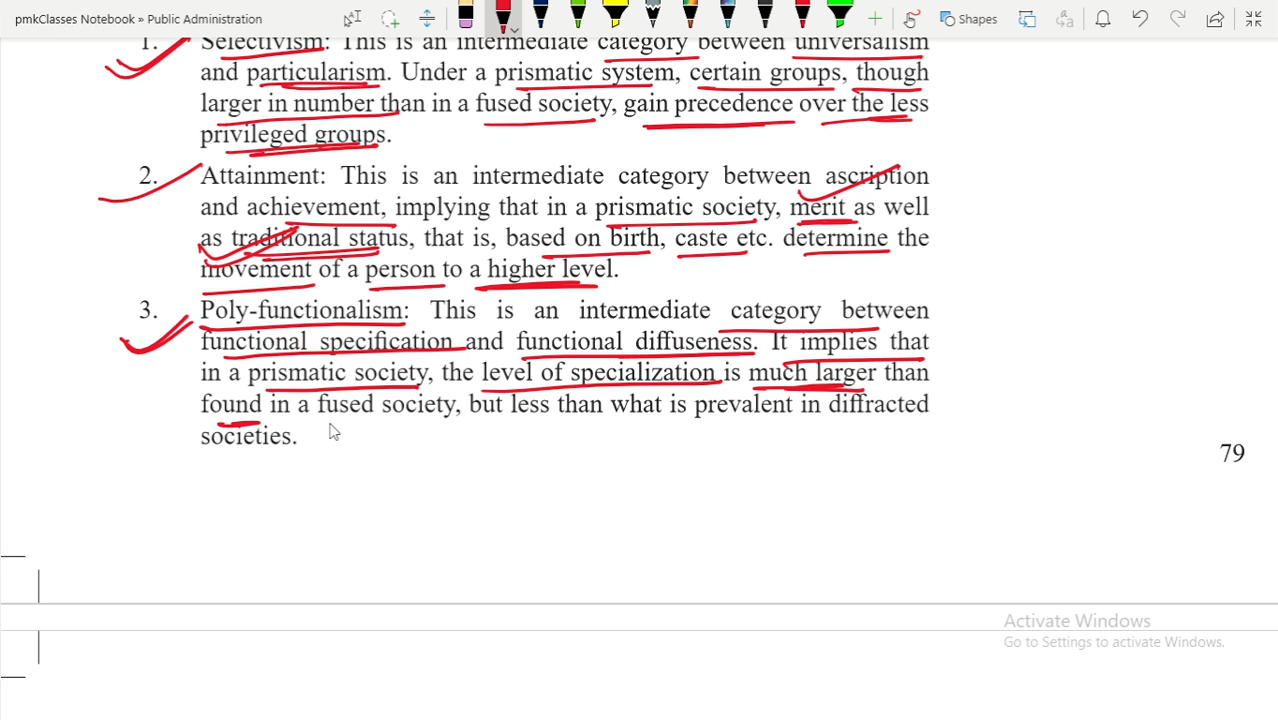 pmkClasses Notebook » Public Administration
Shapes
1. Selectivism: This is an intermediate category between universalism
and particularism. Under a prismatic system, certain groups, though
larger in number than in a fused society, gain precedence over the less
privileged groups.
2. Attainment: This is an intermediate category between ascription
and achievement, implying that in a prismatic society, merit as well
as traditional status, that is, based on birth, caste etc. determine the
movement of a person to a higher level.
3. Poly-functionalism: This is an intermediate category between
functional specification and functional diffuseness. It implies that
in a prismatic society, the level of specialization is much larger than
found in a fused society, but less than what is prevalent in diffracted
societies.
79
Activate Windows
Go to Settings to activate Windows.